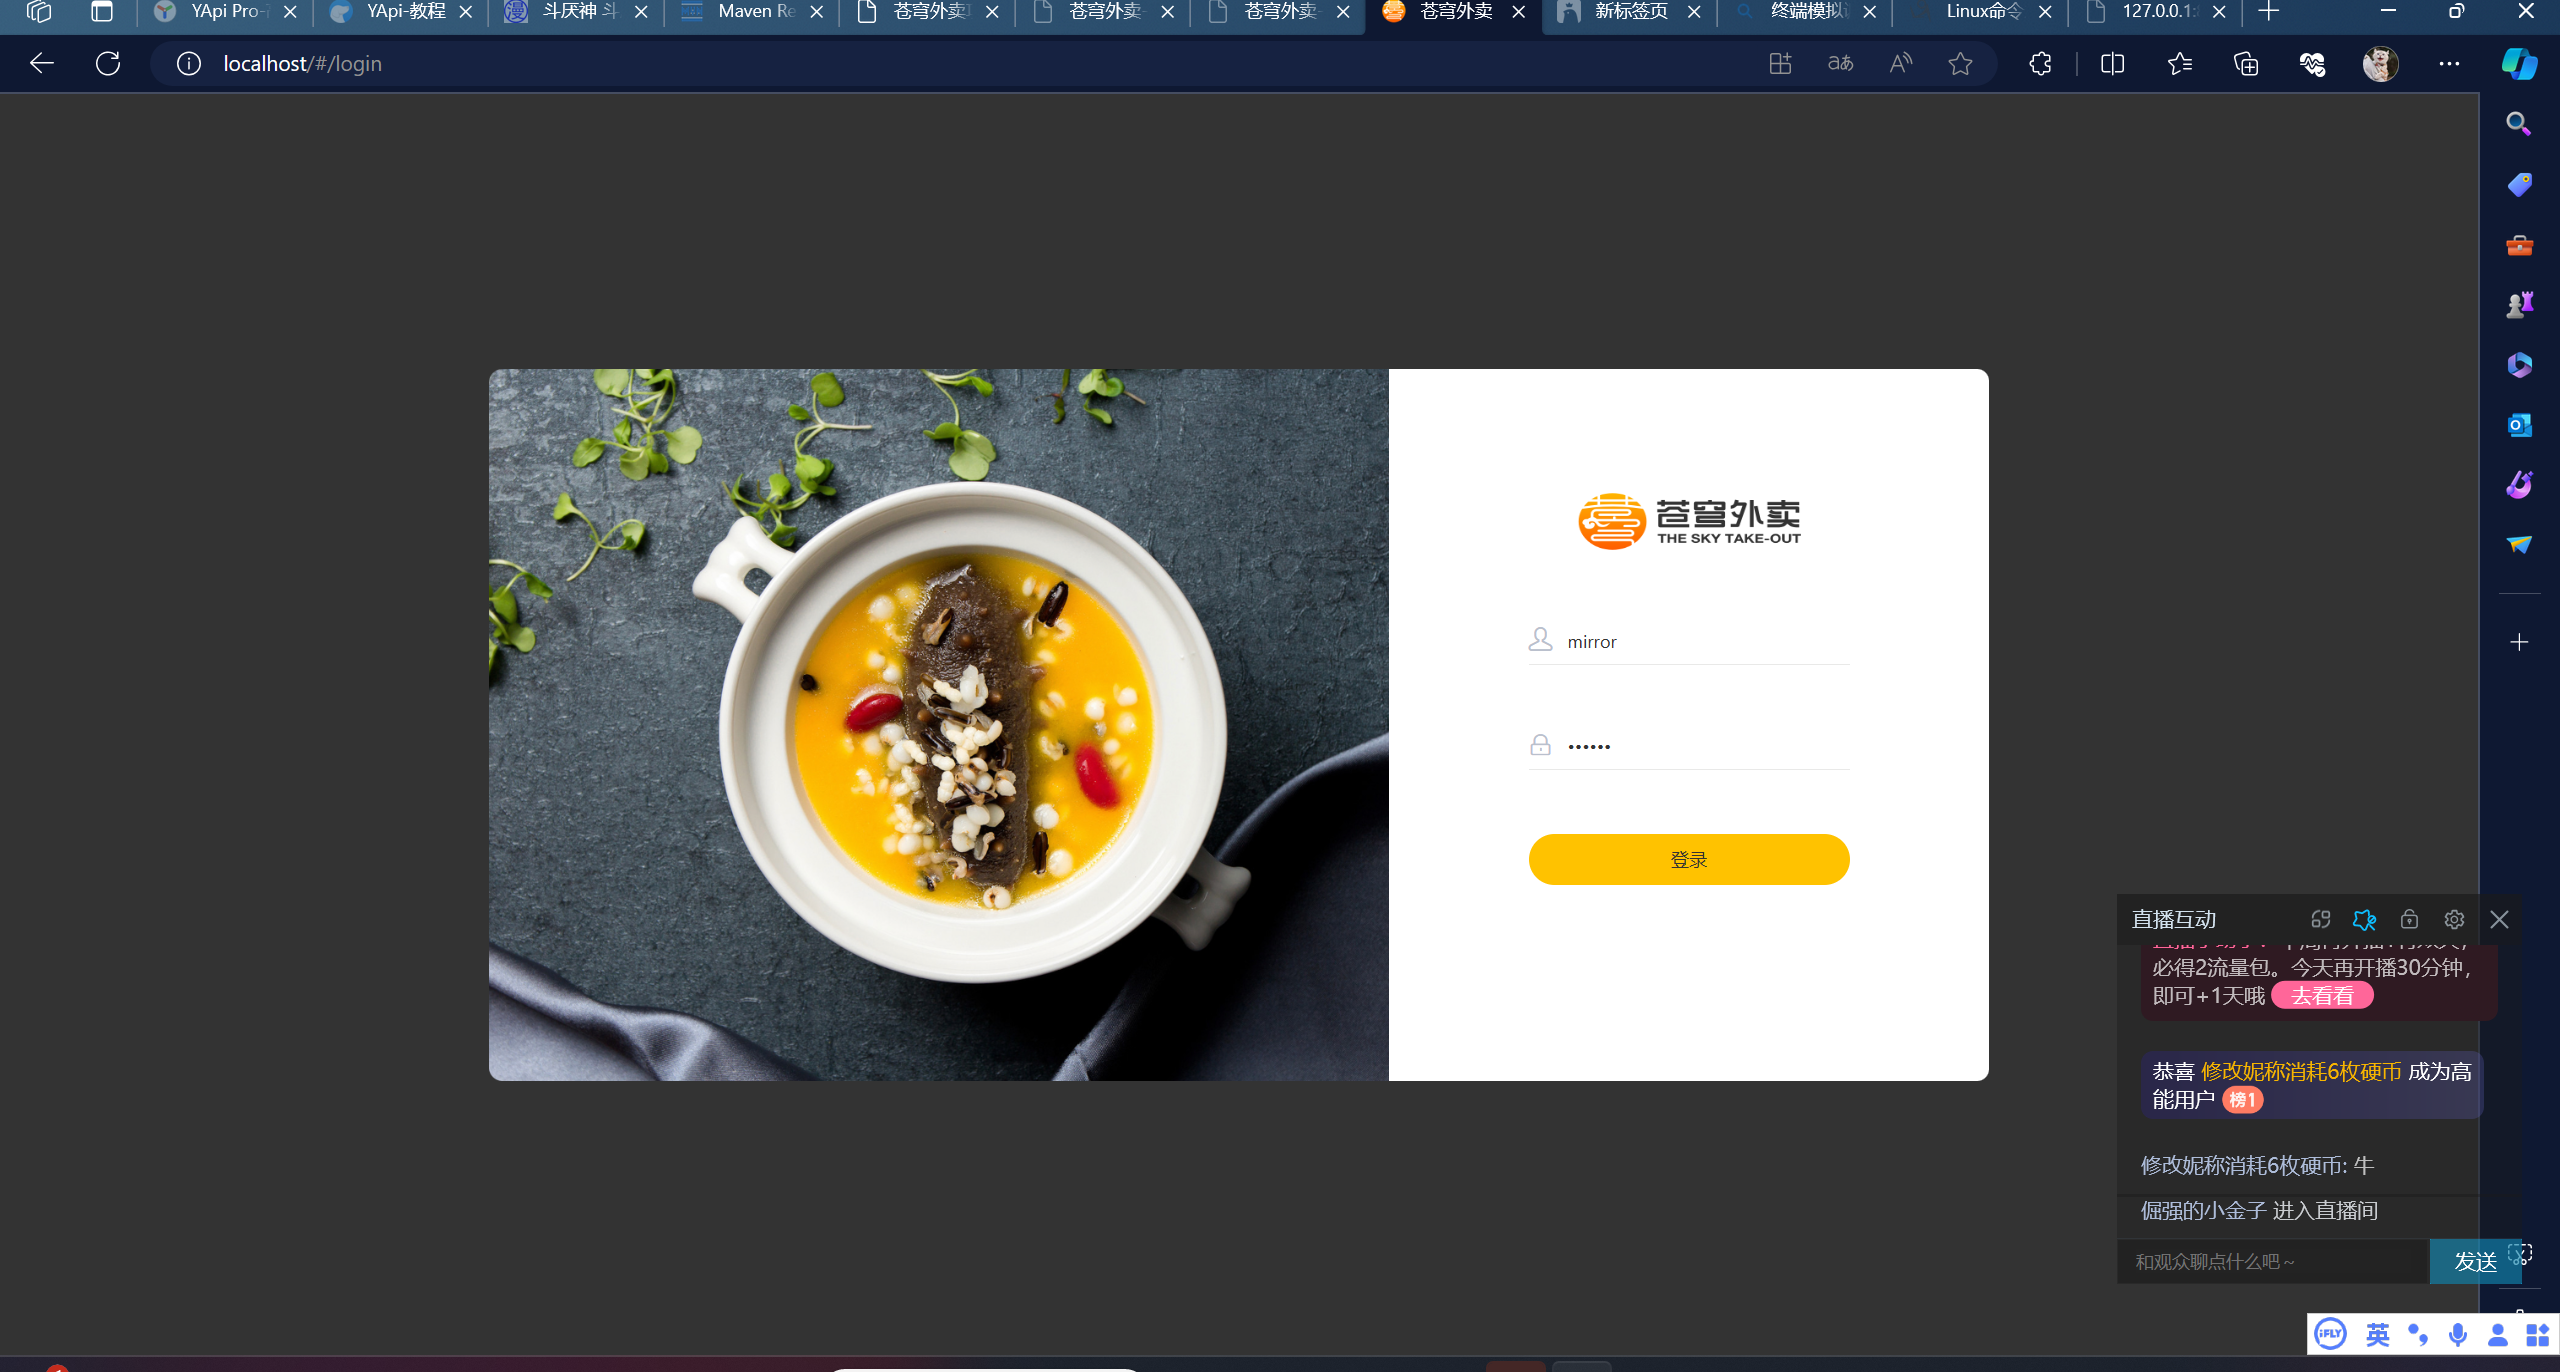 YApi Pro-
YApi-教程
斗厌神 斗
Maven Re
苍穹外卖
苍穹外卖-
苍穹外卖-
苍穹外卖
新标签页
终端模拟
Linux命令
127.0.0.1:
localhost/#/login
苍穹外卖
THE SKY TAKE-OUT
mirror
登录
直播互动
必得2流量包。今天再开播30分钟，
即可+1天哦 去看看
恭喜 修改妮称消耗6枚硬币 成为高
能用户 榜1
修改妮称消耗6枚硬币: 牛
倔强的小金子 进入直播间
和观众聊点什么吧~
发送
iFLY
英